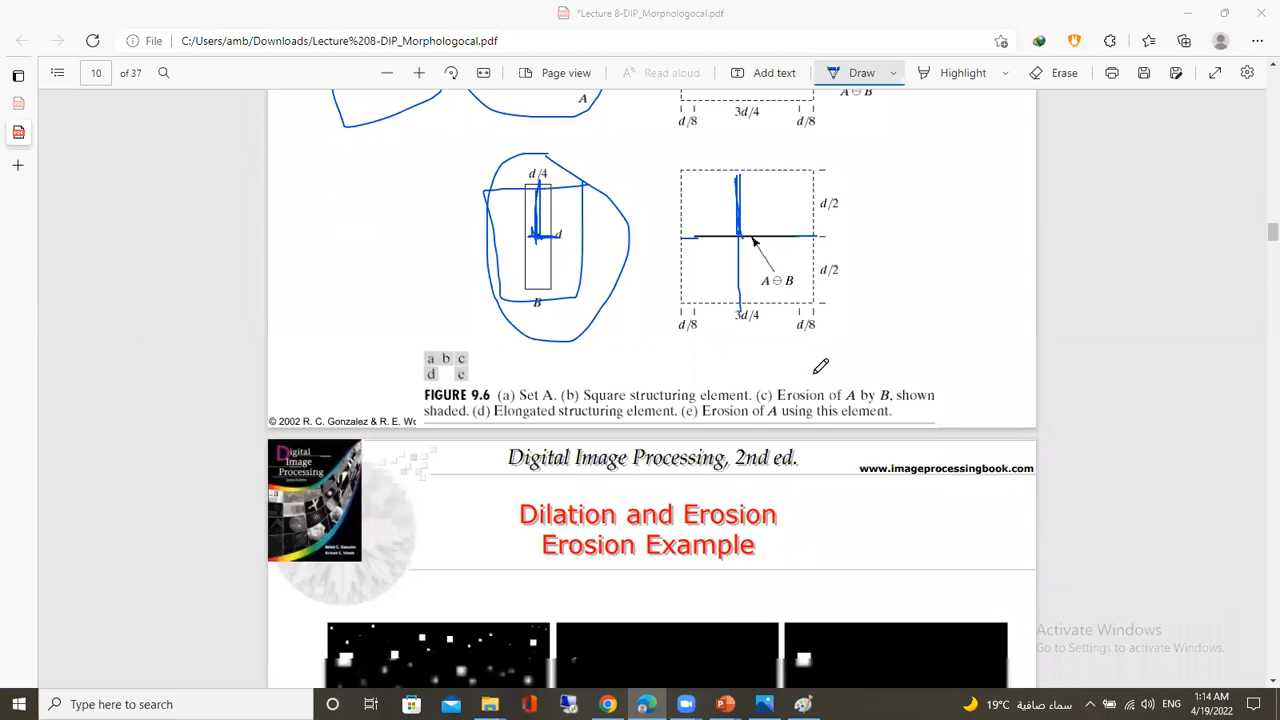 *Lecture 8-DIP_Morphologocal.pdf
File
C:/Users/amb/Downloads/Lecture%208-DIP_Morphologocal.pdf
10 of 37
Page view
Read aloud
Add text
Draw
Highlight
Erase
A
A ⊖ B
d/8
3d/4
d/8
d/4
d
B
d/2
d/2
A ⊖ B
d/8
3d/4
d/8
a b c
d e
FIGURE 9.6 (a) Set A. (b) Square structuring element. (c) Erosion of A by B, shown
shaded. (d) Elongated structuring element. (e) Erosion of A using this element.
© 2002 R. C. Gonzalez & R. E. Wo
Digital Image Processing
Digital Image Processing, 2nd ed.
www.imageprocessingbook.com
Dilation and Erosion
Erosion Example
Activate Windows
Go to Settings to activate Windows.
Type here to search
19°C سماء صافية
ENG
1:14 AM
4/19/2022